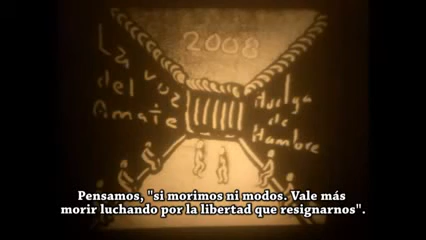 2008
La voz
del
Amate
Huelga
de
Hambre
Pensamos, "si morimos ni modos. Vale más
morir luchando por la libertad que resignarnos".